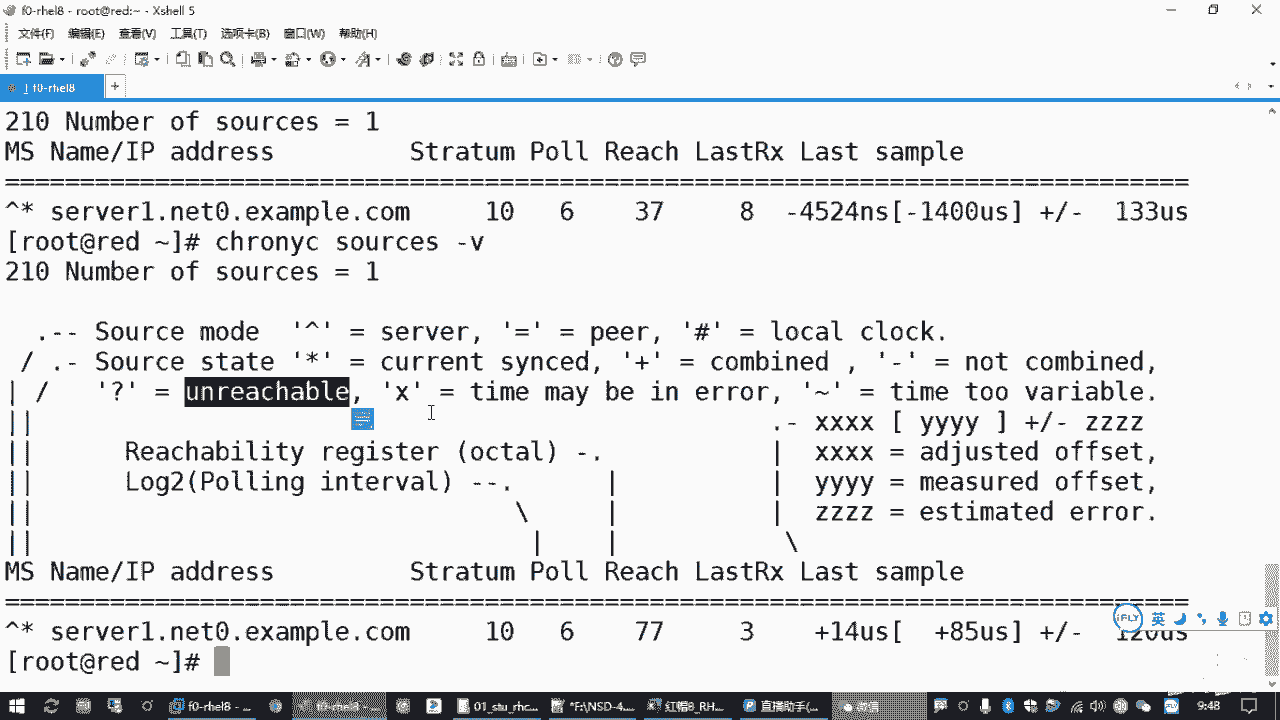 f0-rhel8 - root@red:~ - Xshell 5
文件(F) 编辑(E) 查看(V) 工具(T) 选项卡(B) 窗口(W) 帮助(H)
1 f0-rhel8 +
210 Number of sources = 1
MS Name/IP address         Stratum Poll Reach LastRx Last sample
===============================================================================
^* server1.net0.example.com     10   6    37     8  -4524ns[-1400us] +/-  133us
[root@red ~]# chronyc sources -v
210 Number of sources = 1
  .-- Source mode  '^' = server, '=' = peer, '#' = local clock.
 / .- Source state '*' = current synced, '+' = combined , '-' = not combined,
| /   '?' = unreachable, 'x' = time may be in error, '~' = time too variable.
||                                                 .- xxxx [ yyyy ] +/- zzzz
||      Reachability register (octal) -.           |  xxxx = adjusted offset,
||      Log2(Polling interval) --.      |          |  yyyy = measured offset,
||                                \     |          |  zzzz = estimated error.
||                                 |    |           \
MS Name/IP address         Stratum Poll Reach LastRx Last sample
===============================================================================
^* server1.net0.example.com     10   6    77     3    +14us[  +85us] +/-  120us
[root@red ~]#
iFLY 英
f0-rhel8 - ... f0-rhel8 - ... 01_stu_rhc... *F:\NSD-4... 红帽8_RH... 直播助手(... 微信 9:48